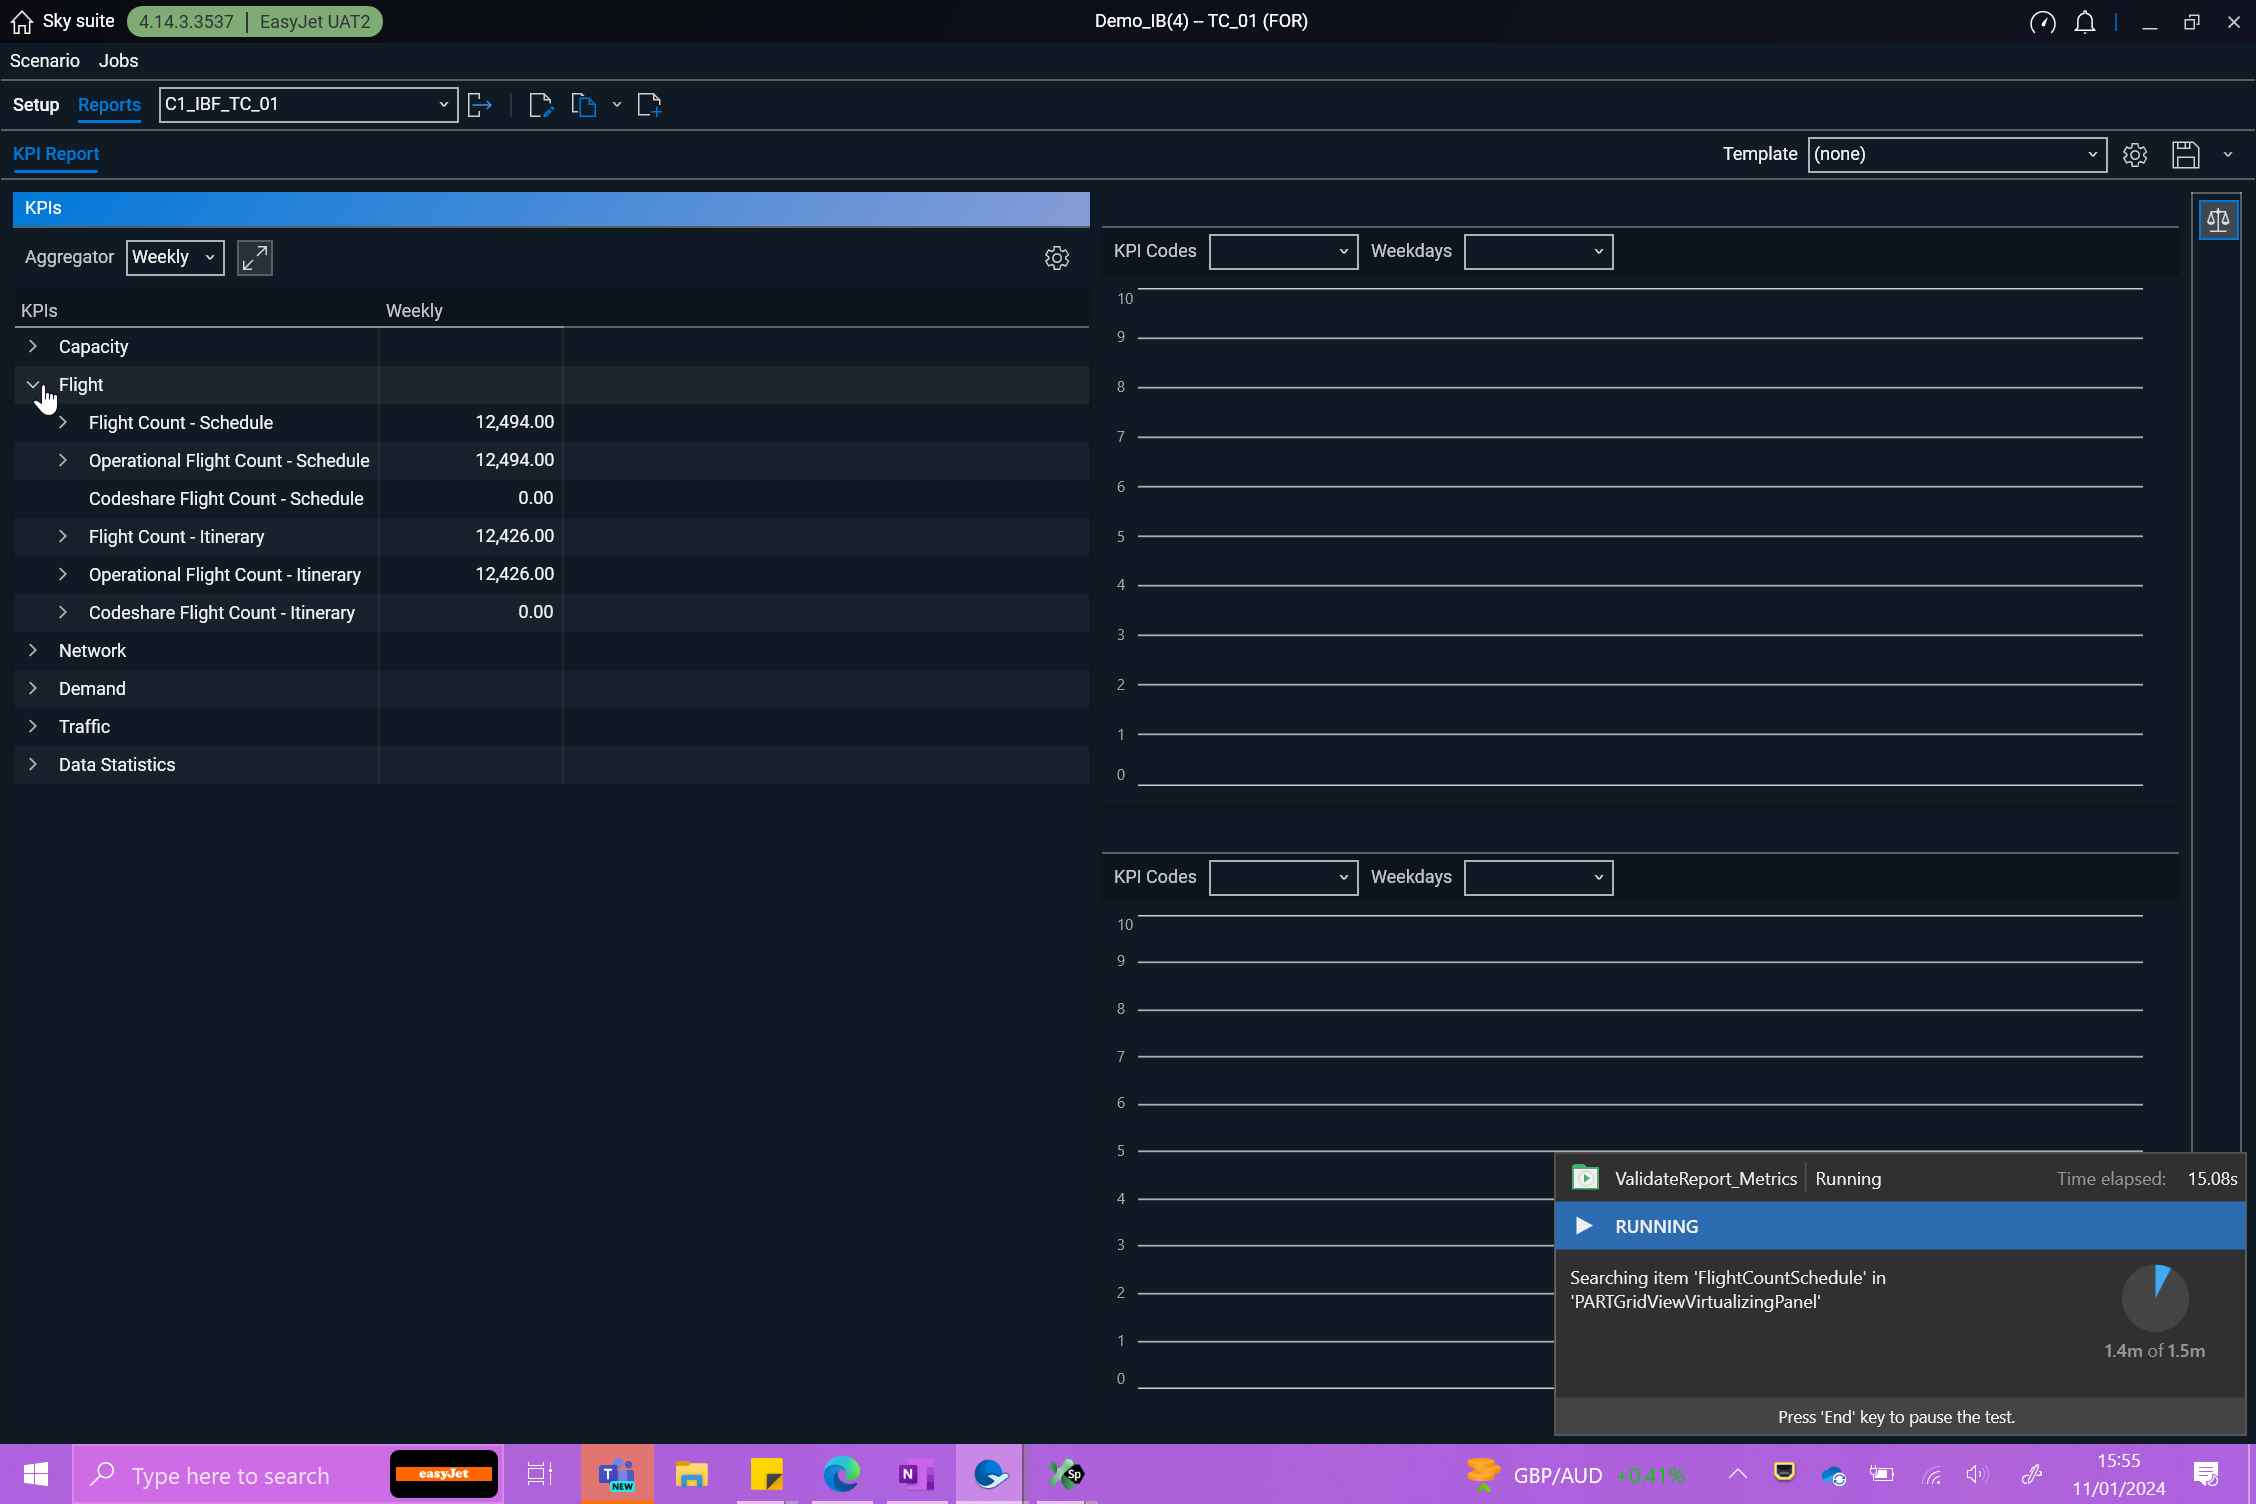 Sky suite 4.14.3.3537 | EasyJet UAT2 Demo_IB(4) – TC_01 (FOR)
Scenario Jobs
Setup Reports C1_IBF_TC_01
KPI Report Template (none)
KPIs
Aggregator Weekly
KPIs Weekly
Capacity
Flight
Flight Count - Schedule 12,494.00
Operational Flight Count - Schedule 12,494.00
Codeshare Flight Count - Schedule 0.00
Flight Count - Itinerary 12,426.00
Operational Flight Count - Itinerary 12,426.00
Codeshare Flight Count - Itinerary 0.00
Network
Demand
Traffic
Data Statistics
KPI Codes Weekdays
10
9
8
7
6
5
4
3
2
1
0
KPI Codes Weekdays
10
9
8
7
6
5
4
3
2
1
0
ValidateReport_Metrics Running Time elapsed: 15.08s
RUNNING
Searching item 'FlightCountSchedule' in
'PARTGridViewVirtualizingPanel'
1.4m of 1.5m
Press 'End' key to pause the test.
Type here to search easyJet T NEW N Sp GBP/AUD +0.41% 15:55
11/01/2024